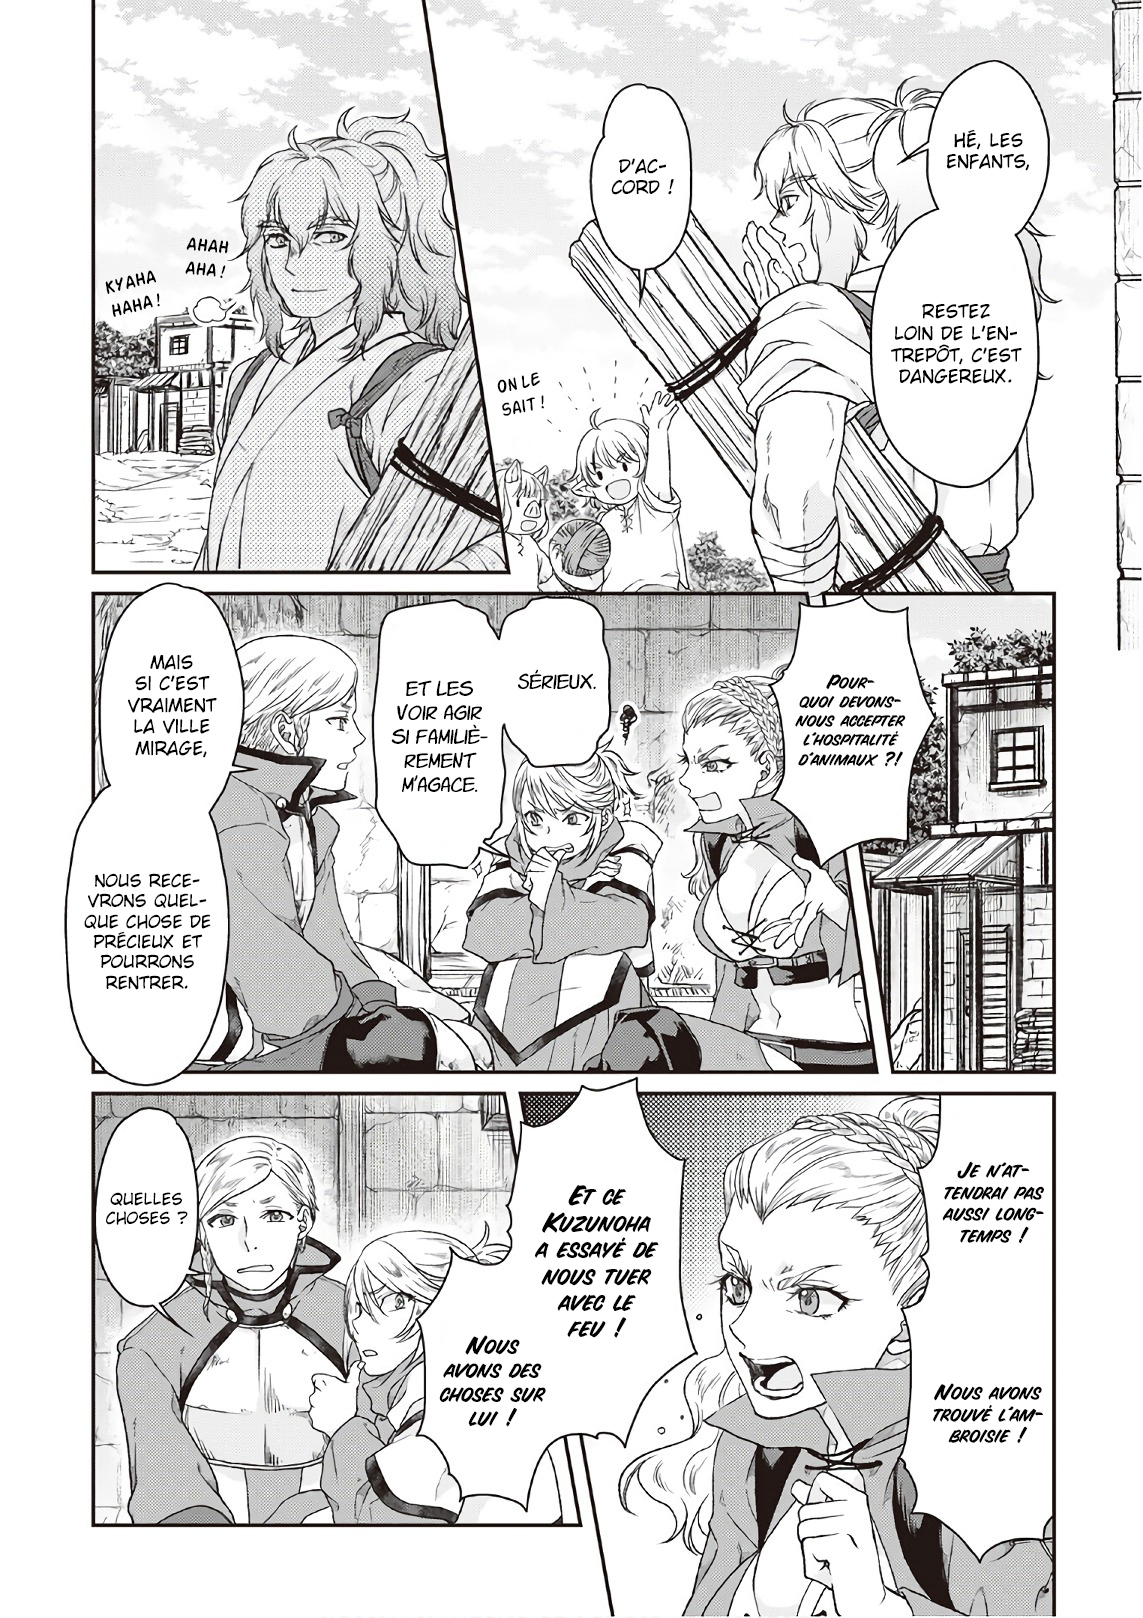 HÉ, LES
ENFANTS,
RESTEZ
LOIN DE L'EN-
TREPÔT, C'EST
DANGEREUX.
D'AC-
CORD !
ON LE
SAIT !
AHAH
AHA !
KYAHA
HAHA !
POUR-
QUOI DEVONS-
NOUS ACCEPTER
L'HOSPITALITÉ
D'ANIMAUX ?!
SÉRIEUX.
ET LES
VOIR AGIR
SI FAMILIÈ-
REMENT
M'AGACE.
MAIS
SI C'EST
VRAIMENT
LA VILLE
MIRAGE,
NOUS RECE-
VRONS QUEL-
QUE CHOSE DE
PRÉCIEUX ET
POURRONS
RENTRER.
JE N'AT-
TENDRAI PAS
AUSSI LONG-
TEMPS !
NOUS AVONS
TROUVÉ L'AM-
BROISIE !
ET CE
KUZUNOHA
A ESSAYÉ DE
NOUS TUER
AVEC LE
FEU !
NOUS
AVONS DES
CHOSES SUR
LUI !
QUELLES
CHOSES ?